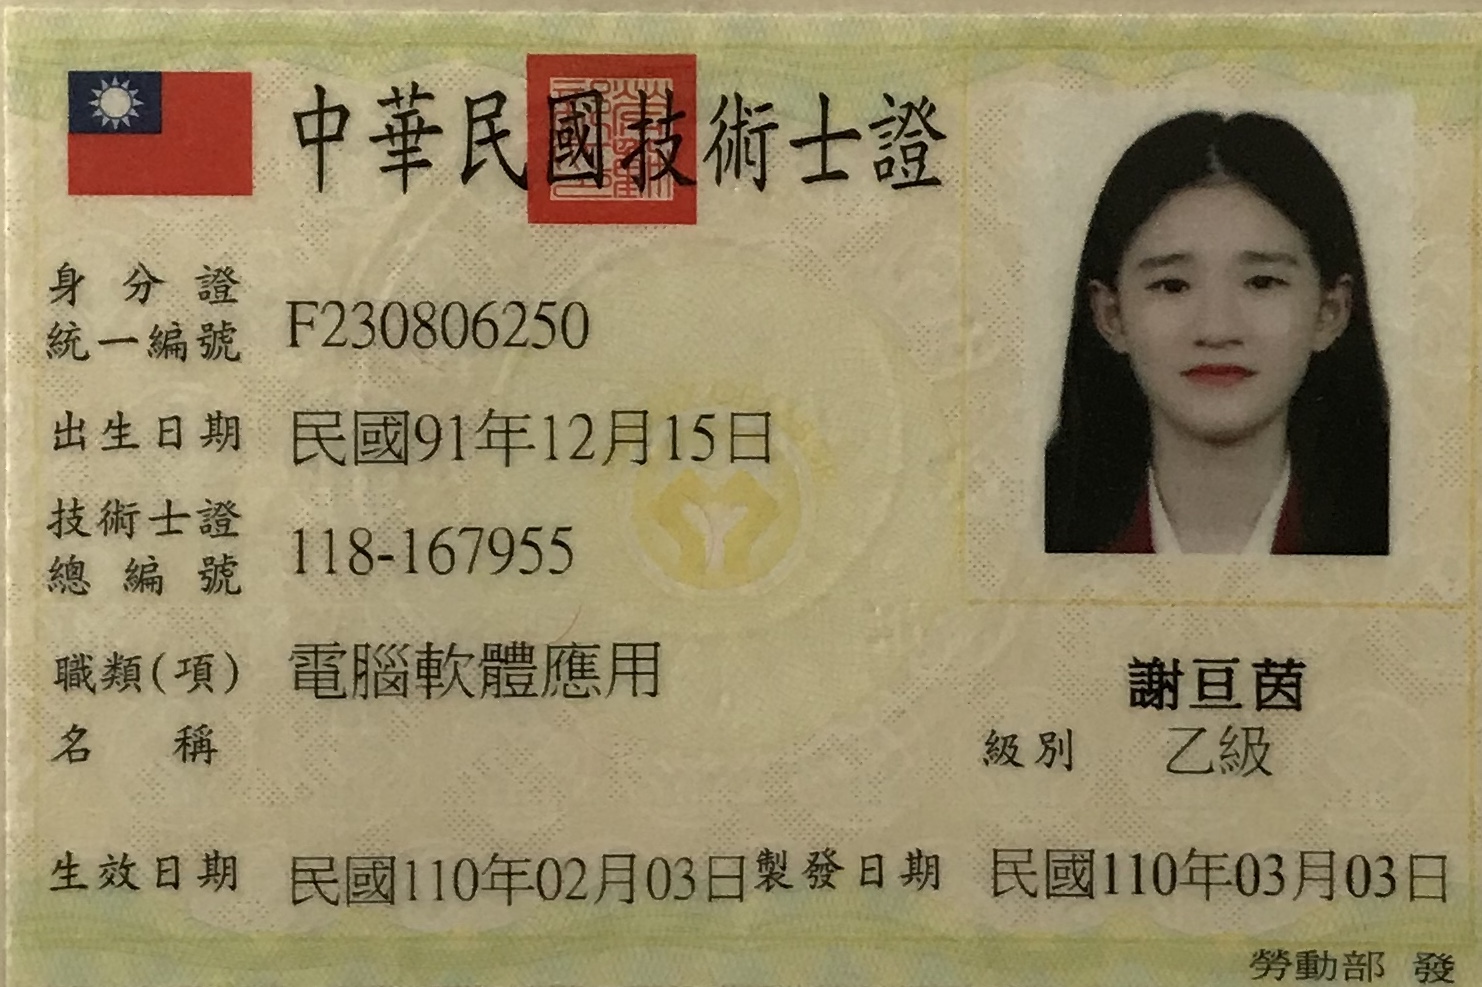 中華民國技術士證
身分證統一編號 F230806250
出生日期 民國91年12月15日
技術士證總編號 118-167955
職類(項)名稱 電腦軟體應用
謝亘茵
級別 乙級
生效日期 民國110年02月03日 製發日期 民國110年03月03日
勞動部 發